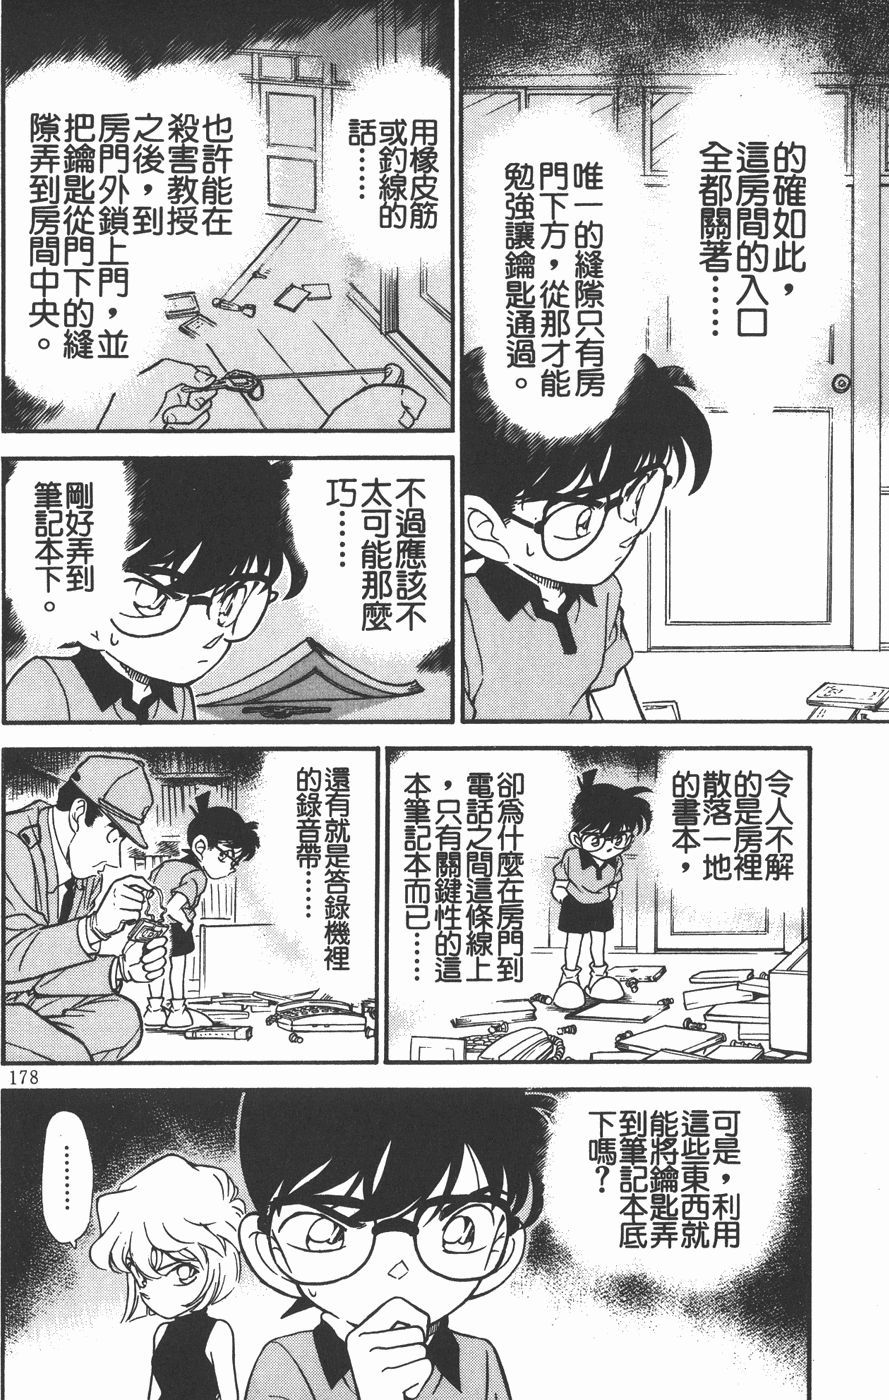 的確如此，
這房間的入口
全都關著……
唯一的縫隙只有房
門下方，從那才能
勉強讓鑰匙通過。
用橡皮筋
或釣線的
話……
也許能在
殺害教授
之後，到
房門外鎖上門，並
把鑰匙從門下的縫
隙弄到房間中央。
不過應該不
太可能那麼
巧……
剛好弄到
筆記本下。
令人不解
的是房裡
散落一地
的書本，
卻為什麼在房門到
電話之間這條線上
，只有關鍵性的這
本筆記本而已……
還有就是答錄機裡
的錄音帶……
178
可是，利用
這些東西就
能將鑰匙弄
到筆記本底
下嗎？
………